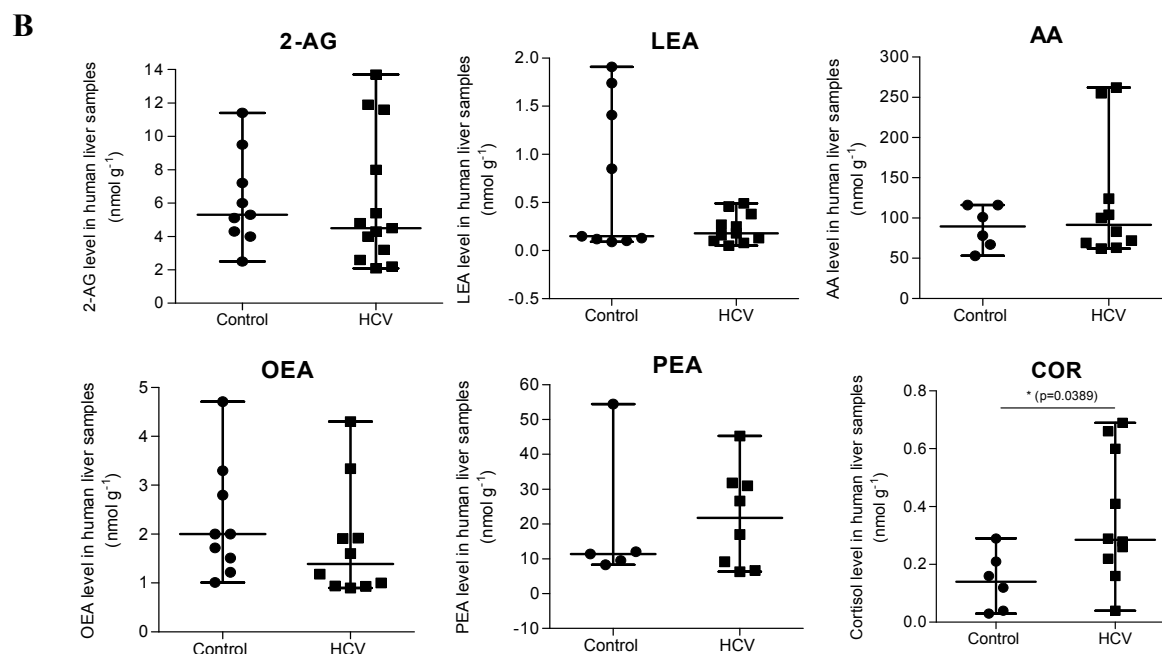 B
2-AG
2-AG level in human liver samples
(nmol g-1)
14
12
10
8
6
4
2
0
Control
HCV
LEA
LEA level in human liver samples
(nmol g-1)
2.0
1.5
1.0
0.5
0.0
-0.5
Control
HCV
AA
AA level in human liver samples
(nmol g-1)
300
250
200
150
100
50
0
Control
HCV
OEA
OEA level in human liver samples
(nmol g-1)
5
4
3
2
1
0
Control
HCV
PEA
PEA level in human liver samples
(nmol g-1)
60
50
40
30
20
10
0
-10
Control
HCV
COR
Cortisol level in human liver samples
(nmol g-1)
* (p=0.0389)
0.8
0.6
0.4
0.2
0.0
Control
HCV